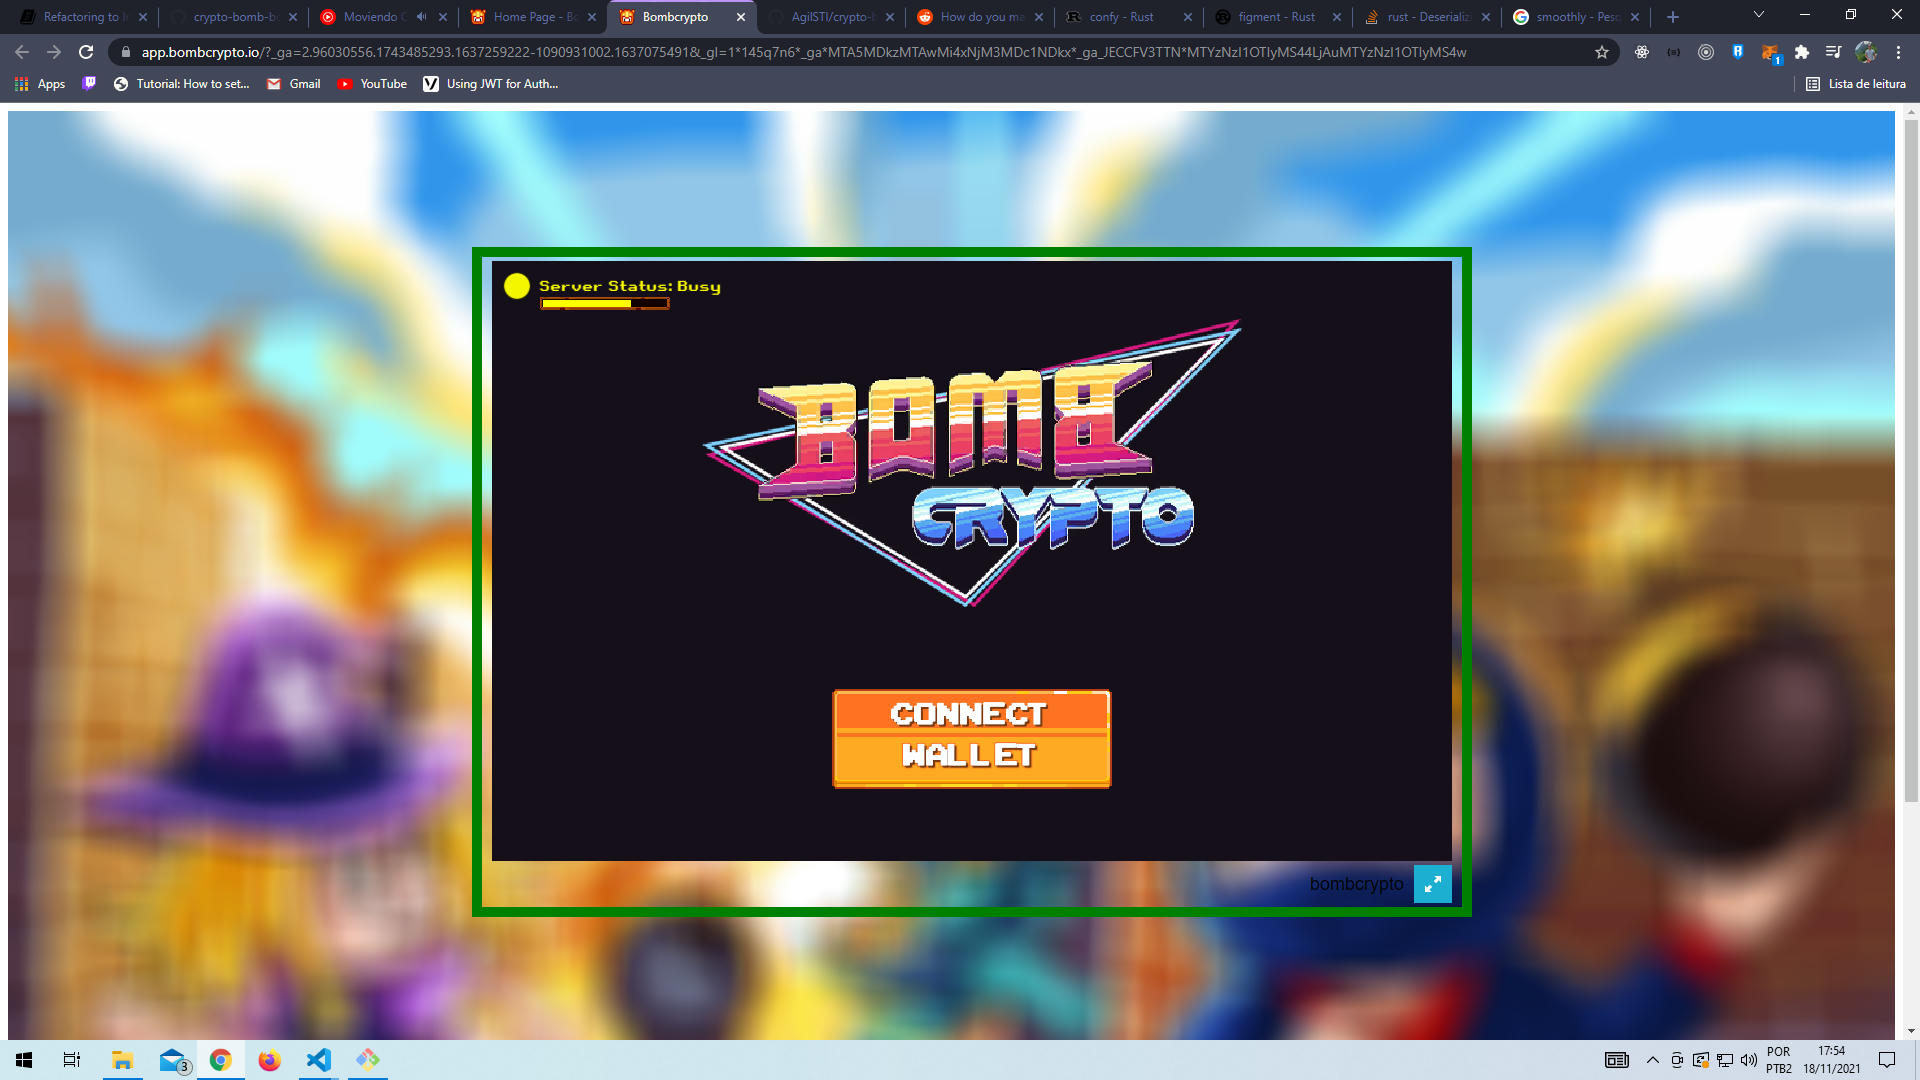 Refactoring to I
crypto-bomb-b
Moviendo C
Home Page - Bo
Bombcrypto
AgilSTI/crypto-b
How do you ma
confy - Rust
figment - Rust
rust - Deserializ
smoothly - Pesq
app.bombcrypto.io/?_ga=2.96030556.1743485293.1637259222-1090931002.1637075491&_gl=1*145q7n6*_ga*MTA5MDkzMTAwMi4xNjM3MDc1NDkx*_ga_JECCFV3TTN*MTYzNzI1OTIyMS44LjAuMTYzNzI1OTIyMS4w
1
Apps
Tutorial: How to set...
Gmail
YouTube
Using JWT for Auth...
Lista de leitura
Server Status: Busy
BOMB
CRYPTO
CONNECT
WALLET
bombcrypto
3
POR
PTB2
17:54
18/11/2021